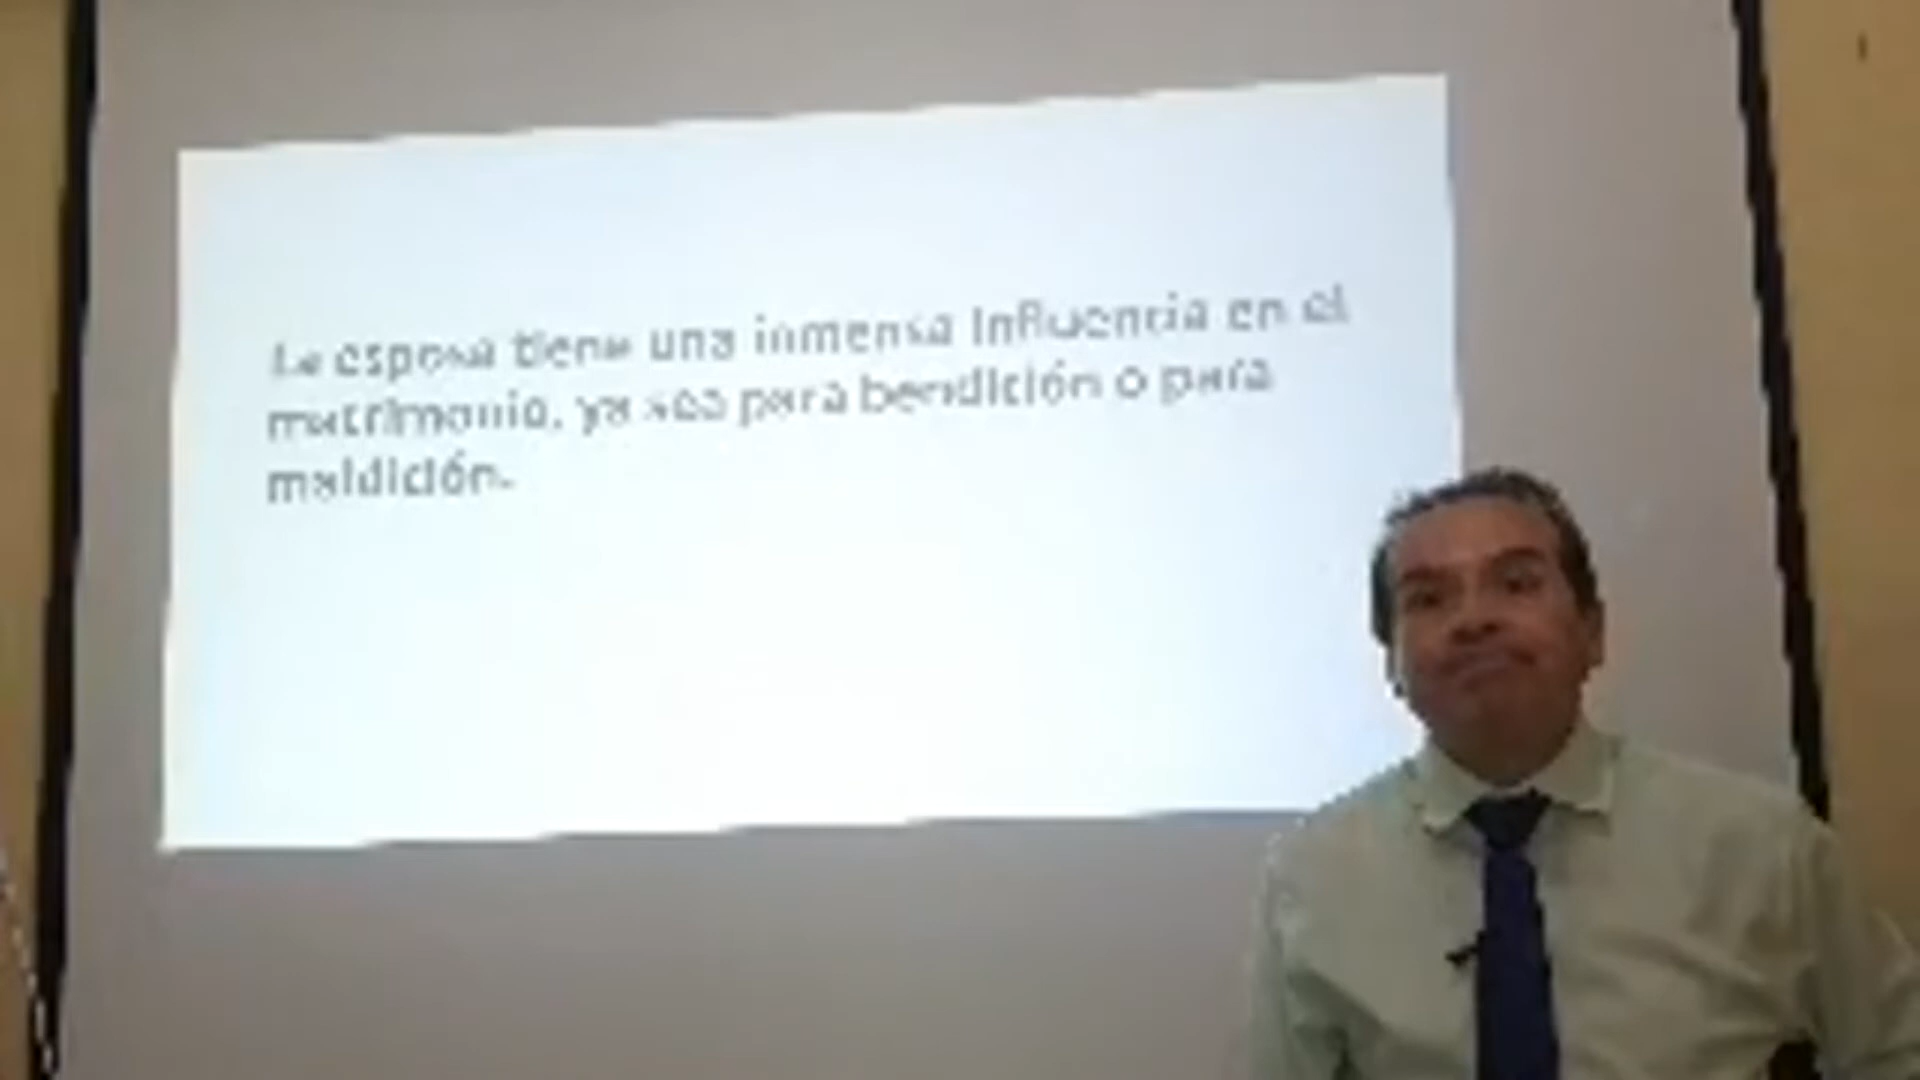 La esposa tiene una inmensa influencia en el
matrimonio, ya sea para bendición o para
maldición.